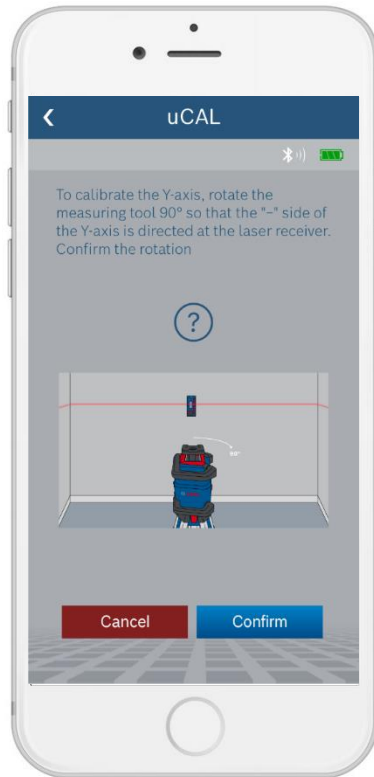 uCAL
To calibrate the Y-axis, rotate the
measuring tool 90° so that the "–" side of
the Y-axis is directed at the laser receiver.
Confirm the rotation
?
90°
Cancel
Confirm